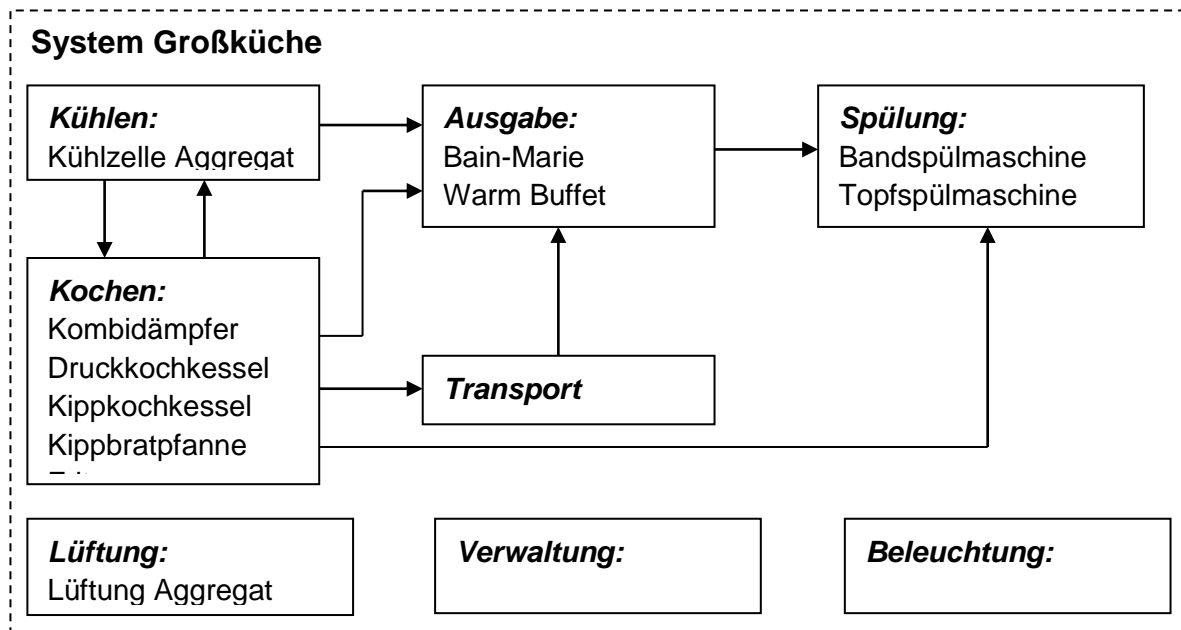 System Großküche
Kühlen:
Kühlzelle Aggregat
Ausgabe:
Bain-Marie
Warm Buffet
Spülung:
Bandspülmaschine
Topfspülmaschine
Kochen:
Kombidämpfer
Druckkochkessel
Kippkochkessel
Kippbratpfanne
Transport
Lüftung:
Lüftung Aggregat
Verwaltung:
Beleuchtung: